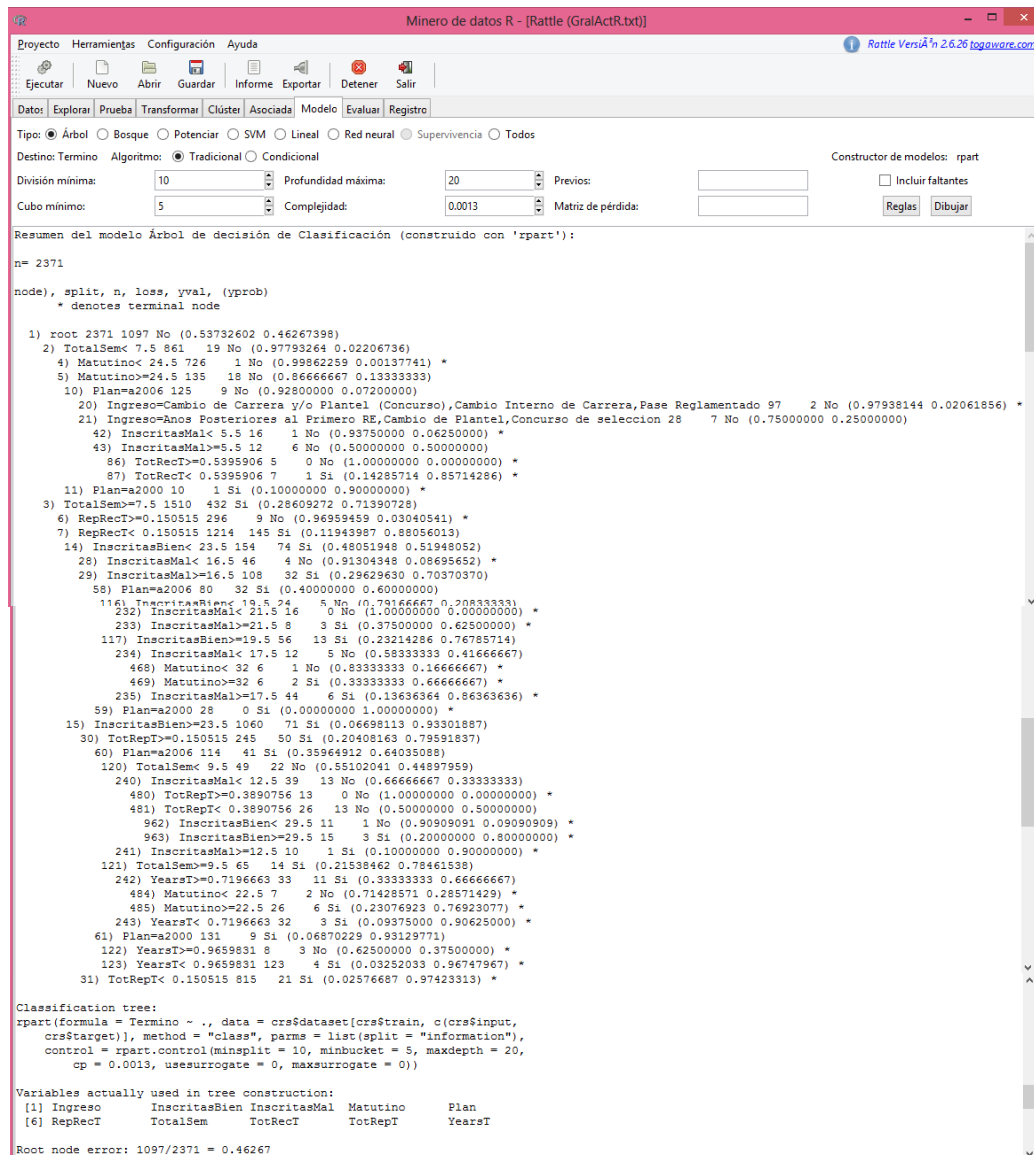 Minero de datos R - [Rattle (GralActR.txt)]
Proyecto Herramientas Configuración Ayuda
Rattle VersiÃ³n 2.6.26 togaware.com
Ejecutar Nuevo Abrir Guardar Informe Exportar Detener Salir
Datos Explorar Prueba Transformar Clúster Asociada Modelo Evaluar Registro
Tipo: Árbol Bosque Potenciar SVM Lineal Red neural Supervivencia Todos
Destino: Termino Algoritmo: Tradicional Condicional Constructor de modelos: rpart
División mínima: 10 Profundidad máxima: 20 Previos: Incluir faltantes
Cubo mínimo: 5 Complejidad: 0.0013 Matriz de pérdida: Reglas Dibujar
Resumen del modelo Árbol de decisión de Clasificación (construido con 'rpart'):
n= 2371
node), split, n, loss, yval, (yprob)
* denotes terminal node
1) root 2371 1097 No (0.53732602 0.46267398)
2) TotalSem< 7.5 861 19 No (0.97793264 0.02206736)
4) Matutino< 24.5 726 1 No (0.99862259 0.00137741) *
5) Matutino>=24.5 135 18 No (0.86666667 0.13333333)
10) Plan=a2006 125 9 No (0.92800000 0.07200000)
20) Ingreso=Cambio de Carrera y/o Plantel (Concurso),Cambio Interno de Carrera,Pase Reglamentado 97 2 No (0.97938144 0.02061856) *
21) Ingreso=Anos Posteriores al Primero RE,Cambio de Plantel,Concurso de seleccion 28 7 No (0.75000000 0.25000000)
42) InscritasMal< 5.5 16 1 No (0.93750000 0.06250000) *
43) InscritasMal>=5.5 12 6 No (0.50000000 0.50000000)
86) TotRecT>=0.5395906 5 0 No (1.00000000 0.00000000) *
87) TotRecT< 0.5395906 7 1 Si (0.14285714 0.85714286) *
11) Plan=a2000 10 1 Si (0.10000000 0.90000000) *
3) TotalSem>=7.5 1510 432 Si (0.28609272 0.71390728)
6) RepRecT>=0.150515 296 9 No (0.96959459 0.03040541) *
7) RepRecT< 0.150515 1214 145 Si (0.11943987 0.88056013)
14) InscritasBien< 23.5 154 74 Si (0.48051948 0.51948052)
28) InscritasMal< 16.5 46 4 No (0.91304348 0.08695652) *
29) InscritasMal>=16.5 108 32 Si (0.29629630 0.70370370)
58) Plan=a2006 80 32 Si (0.40000000 0.60000000)
116) InscritasBien< 19.5 24 5 No (0.79166667 0.20833333)
232) InscritasMal< 21.5 16 0 No (1.00000000 0.00000000) *
233) InscritasMal>=21.5 8 3 Si (0.37500000 0.62500000) *
117) InscritasBien>=19.5 56 13 Si (0.23214286 0.76785714)
234) InscritasMal< 17.5 12 5 No (0.58333333 0.41666667)
468) Matutino< 32 6 1 No (0.83333333 0.16666667) *
469) Matutino>=32 6 2 Si (0.33333333 0.66666667) *
235) InscritasMal>=17.5 44 6 Si (0.13636364 0.86363636) *
59) Plan=a2000 28 0 Si (0.00000000 1.00000000) *
15) InscritasBien>=23.5 1060 71 Si (0.06698113 0.93301887)
30) TotRepT>=0.150515 245 50 Si (0.20408163 0.79591837)
60) Plan=a2006 114 41 Si (0.35964912 0.64035088)
120) TotalSem< 9.5 49 22 No (0.55102041 0.44897959)
240) InscritasMal< 12.5 39 13 No (0.66666667 0.33333333)
480) TotRepT>=0.3890756 13 0 No (1.00000000 0.00000000) *
481) TotRepT< 0.3890756 26 13 No (0.50000000 0.50000000)
962) InscritasBien< 29.5 11 1 No (0.90909091 0.09090909) *
963) InscritasBien>=29.5 15 3 Si (0.20000000 0.80000000) *
241) InscritasMal>=12.5 10 1 Si (0.10000000 0.90000000) *
121) TotalSem>=9.5 65 14 Si (0.21538462 0.78461538)
242) YearsT>=0.7196663 33 11 Si (0.33333333 0.66666667)
484) Matutino< 22.5 7 2 No (0.71428571 0.28571429) *
485) Matutino>=22.5 26 6 Si (0.23076923 0.76923077) *
243) YearsT< 0.7196663 32 3 Si (0.09375000 0.90625000) *
61) Plan=a2000 131 9 Si (0.06870229 0.93129771)
122) YearsT>=0.9659831 8 3 No (0.62500000 0.37500000) *
123) YearsT< 0.9659831 123 4 Si (0.03252033 0.96747967) *
31) TotRepT< 0.150515 815 21 Si (0.02576687 0.97423313) *
Classification tree:
rpart(formula = Termino ~ ., data = crs$dataset[crs$train, c(crs$input,
crs$target)], method = "class", parms = list(split = "information"),
control = rpart.control(minsplit = 10, minbucket = 5, maxdepth = 20,
cp = 0.0013, usesurrogate = 0, maxsurrogate = 0))
Variables actually used in tree construction:
[1] Ingreso InscritasBien InscritasMal Matutino Plan
[6] RepRecT TotalSem TotRecT TotRepT YearsT
Root node error: 1097/2371 = 0.46267